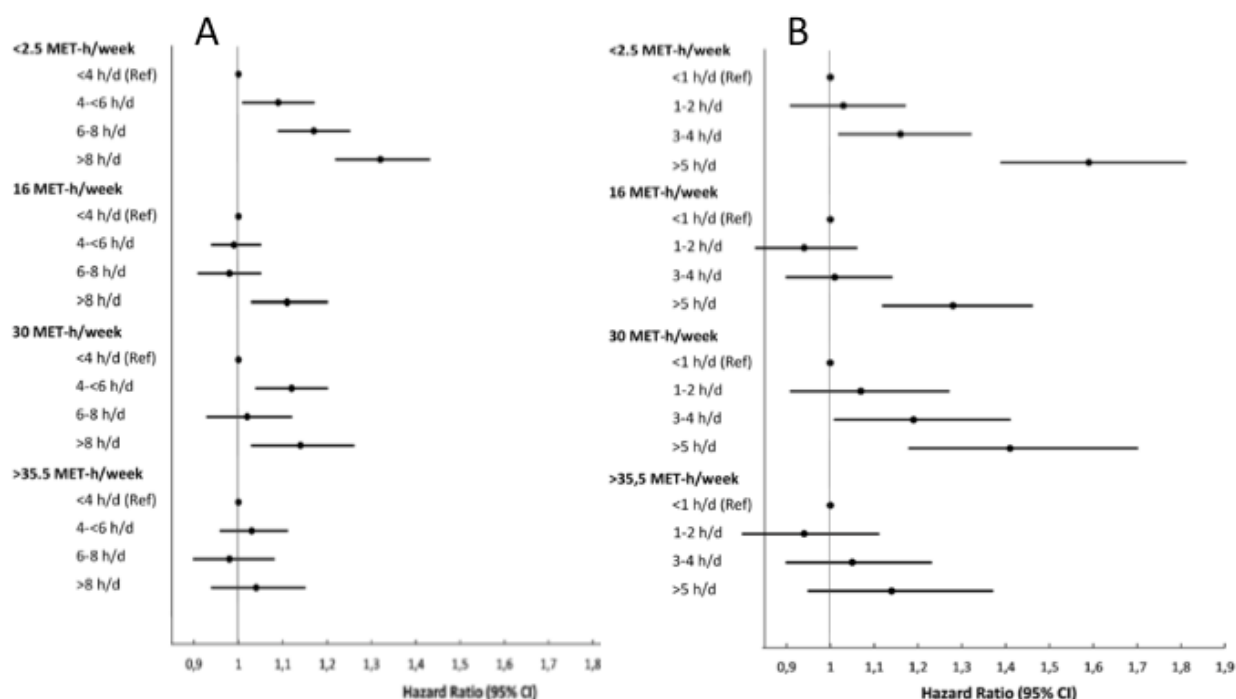 A
<2.5 MET-h/week
<4 h/d (Ref)
4-<6 h/d
6-8 h/d
>8 h/d
16 MET-h/week
<4 h/d (Ref)
4-<6 h/d
6-8 h/d
>8 h/d
30 MET-h/week
<4 h/d (Ref)
4-<6 h/d
6-8 h/d
>8 h/d
>35.5 MET-h/week
<4 h/d (Ref)
4-<6 h/d
6-8 h/d
>8 h/d
0,9 1 1,1 1,2 1,3 1,4 1,5 1,6 1,7 1,8
Hazard Ratio (95% CI)
B
<2.5 MET-h/week
<1 h/d (Ref)
1-2 h/d
3-4 h/d
>5 h/d
16 MET-h/week
<1 h/d (Ref)
1-2 h/d
3-4 h/d
>5 h/d
30 MET-h/week
<1 h/d (Ref)
1-2 h/d
3-4 h/d
>5 h/d
>35,5 MET-h/week
<1 h/d (Ref)
1-2 h/d
3-4 h/d
>5 h/d
0,9 1 1,1 1,2 1,3 1,4 1,5 1,6 1,7 1,8 1,9
Hazard Ratio (95% CI)